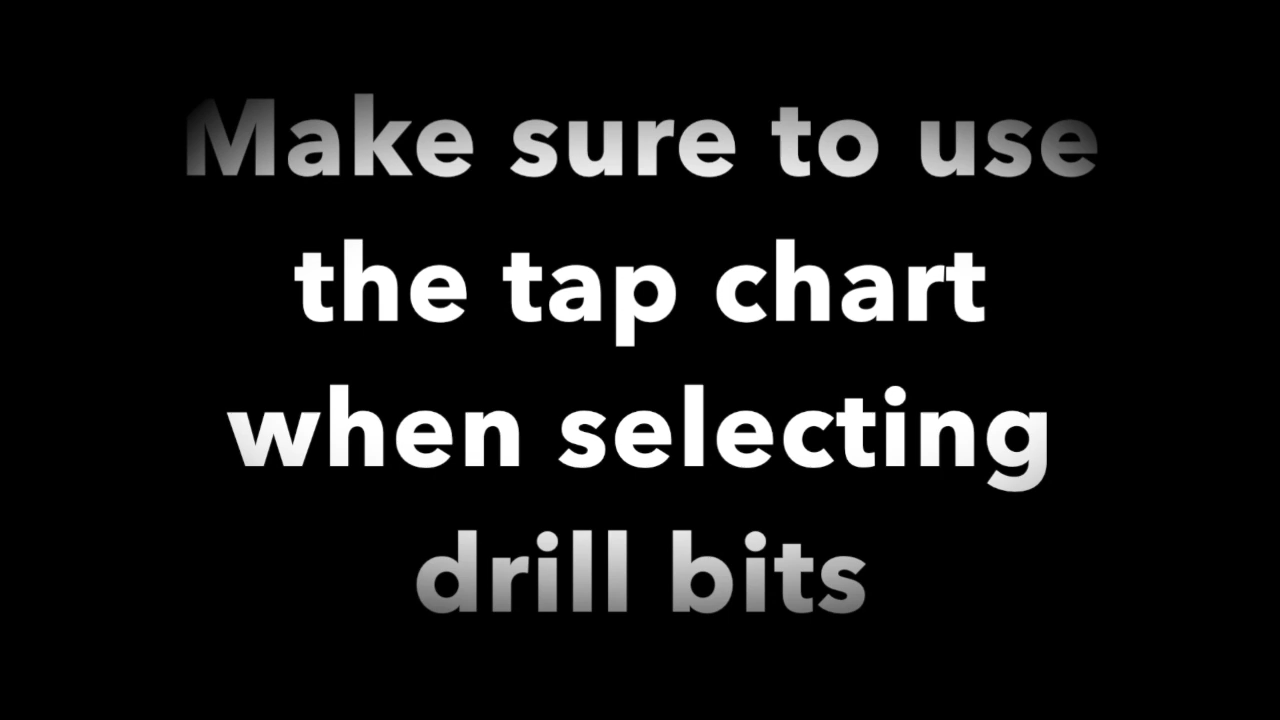 Make sure to use
the tap chart
when selecting
drill bits